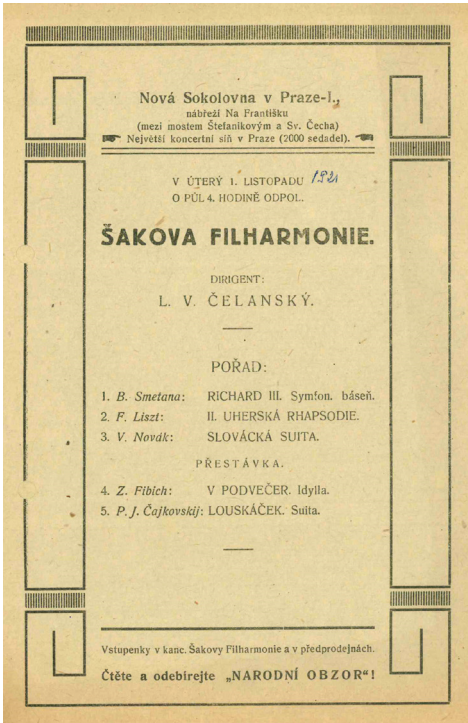 Nová Sokolovna v Praze-I.,
nábřeží Na Františku
(mezi mostem Štefanikovým a Sv. Čecha)
Největší koncertní síň v Praze (2000 sedadel).
V ÚTERÝ 1. LISTOPADU 1921
O PŮL 4. HODINĚ ODPOL.
ŠAKOVA FILHARMONIE.
DIRIGENT:
L. V. ČELANSKÝ.
POŘAD:
1. B. Smetana: RICHARD III. Symfon. báseň.
2. F. Liszt: II. UHERSKÁ RHAPSODIE.
3. V. Novák: SLOVÁCKÁ SUITA.
PŘESTÁVKA.
4. Z. Fibich: V PODVEČER. Idylla.
5. P. J. Čajkovskij: LOUSKÁČEK. Suita.
Vstupenky v kanc. Šakovy Filharmonie a v předprodejnách.
Čtěte a odebírejte „NARODNÍ OBZOR"!